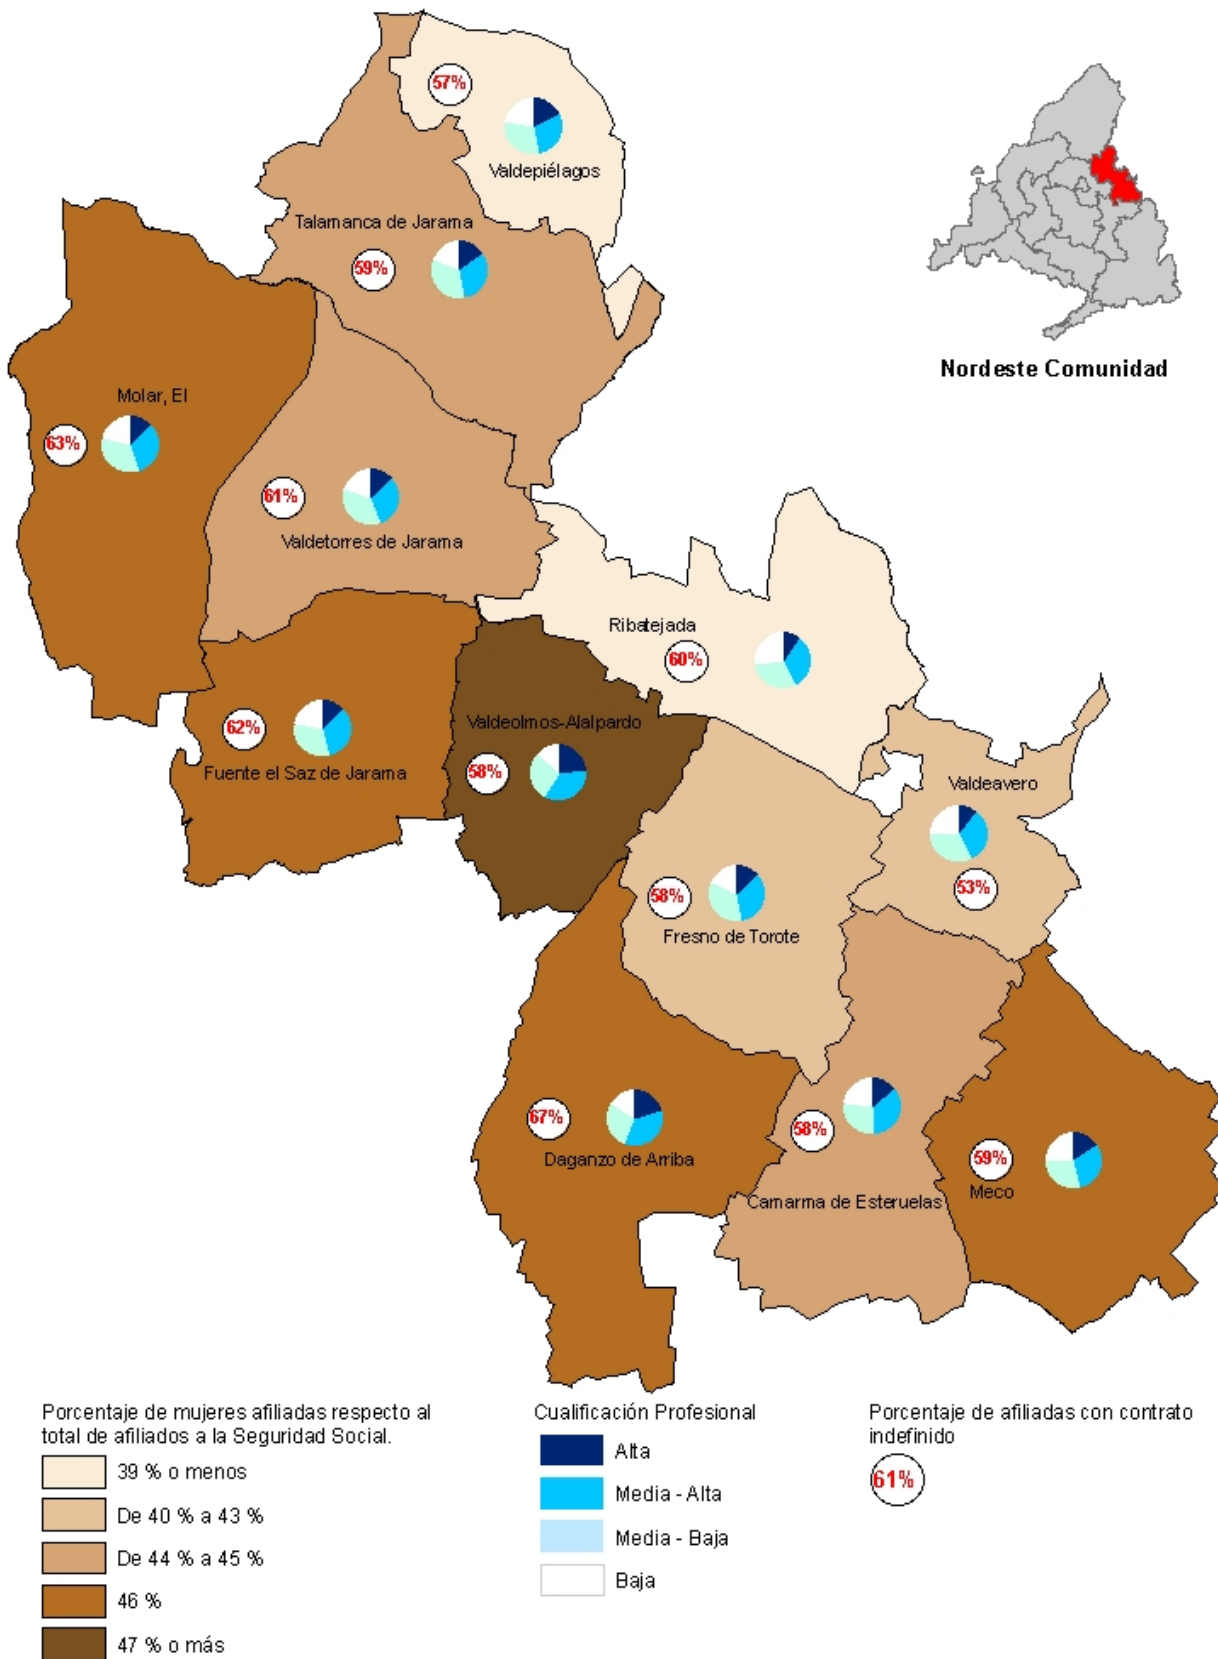 57%
Valdepiélagos
Talamanca de Jarama
59%
Nordeste Comunidad
Molar, El
63%
61%
Valdetorres de Jarama
Ribatejada
60%
62%
Fuente el Saz de Jarama
Valdeolmos-Alalpardo
58%
Valdeavero
53%
58%
Fresno de Torote
67%
Daganzo de Arriba
58%
Camarma de Esteruelas
59%
Meco
Porcentaje de mujeres afiliadas respecto al
total de afiliados a la Seguridad Social.
39 % o menos
De 40 % a 43 %
De 44 % a 45 %
46 %
47 % o más
Cualificación Profesional
Alta
Media - Alta
Media - Baja
Baja
Porcentaje de afiliadas con contrato
indefinido
61%